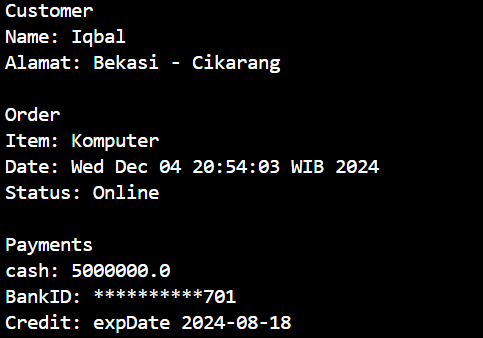 Customer
Name: Iqbal
Alamat: Bekasi - Cikarang
Order
Item: Komputer
Date: Wed Dec 04 20:54:03 WIB 2024
Status: Online
Payments
cash: 5000000.0
BankID: **********701
Credit: expDate 2024-08-18